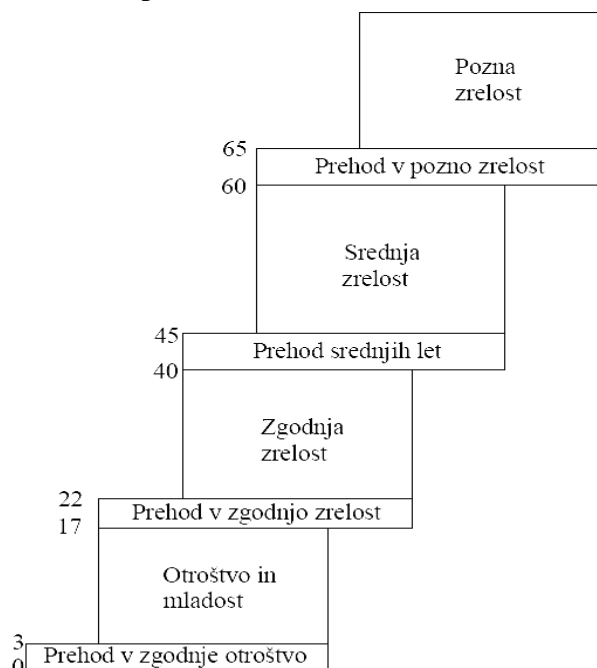 Pozna
zrelost
65
Prehod v pozno zrelost
60
Srednja
zrelost
45
Prehod srednjih let
40
Zgodnja
zrelost
22
Prehod v zgodnjo zrelost
17
Otroštvo in
mladost
3
Prehod v zgodnje otroštvo
0